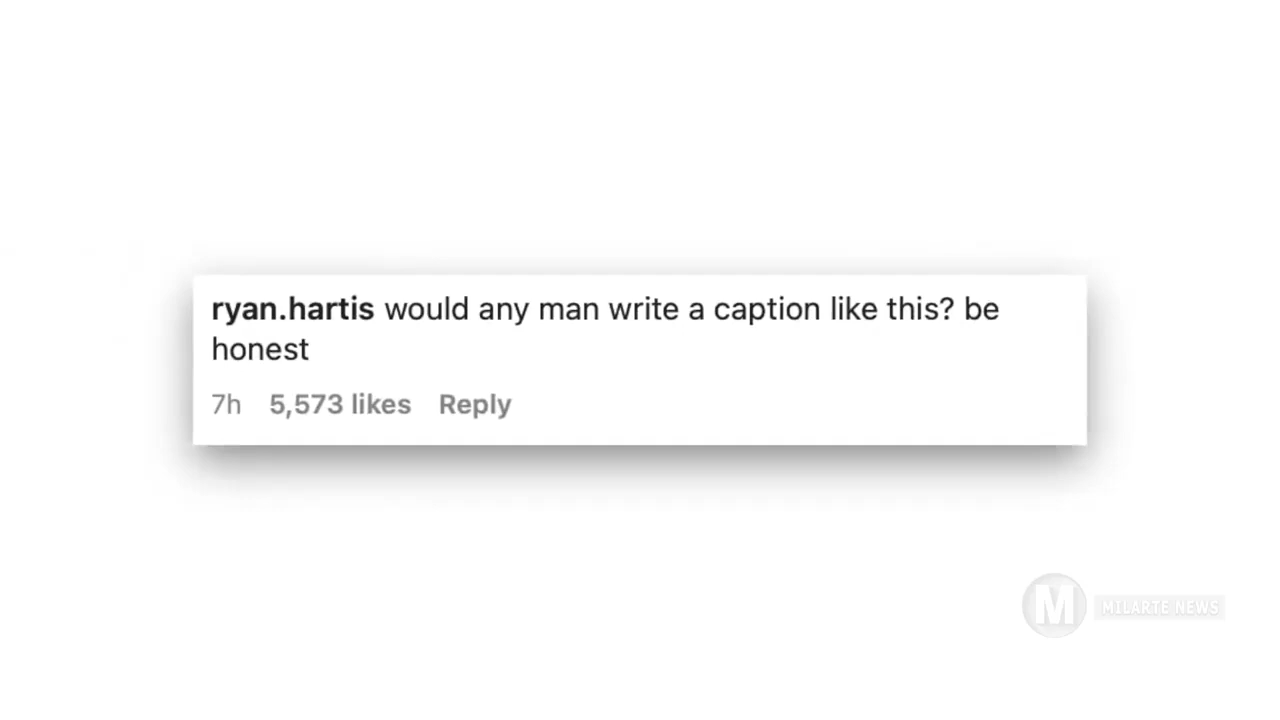 ryan.hartis would any man write a caption like this? be
honest
7h 5,573 likes Reply
M MILARTE NEWS